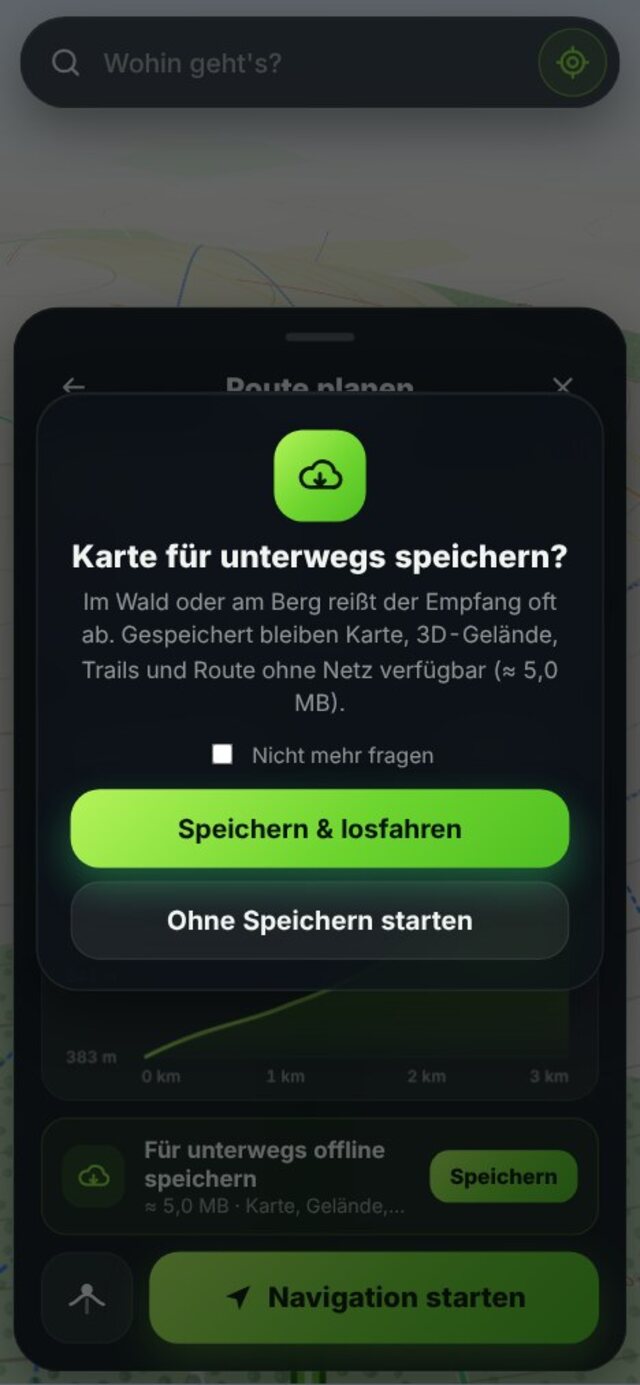 Wohin geht's?
Route planen
Karte für unterwegs speichern?
Im Wald oder am Berg reißt der Empfang oft
ab. Gespeichert bleiben Karte, 3D-Gelände,
Trails und Route ohne Netz verfügbar (≈ 5,0
MB).
Nicht mehr fragen
Speichern & losfahren
Ohne Speichern starten
383 m
0 km 1 km 2 km 3 km
Für unterwegs offline
speichern
≈ 5,0 MB · Karte, Gelände,...
Speichern
Navigation starten